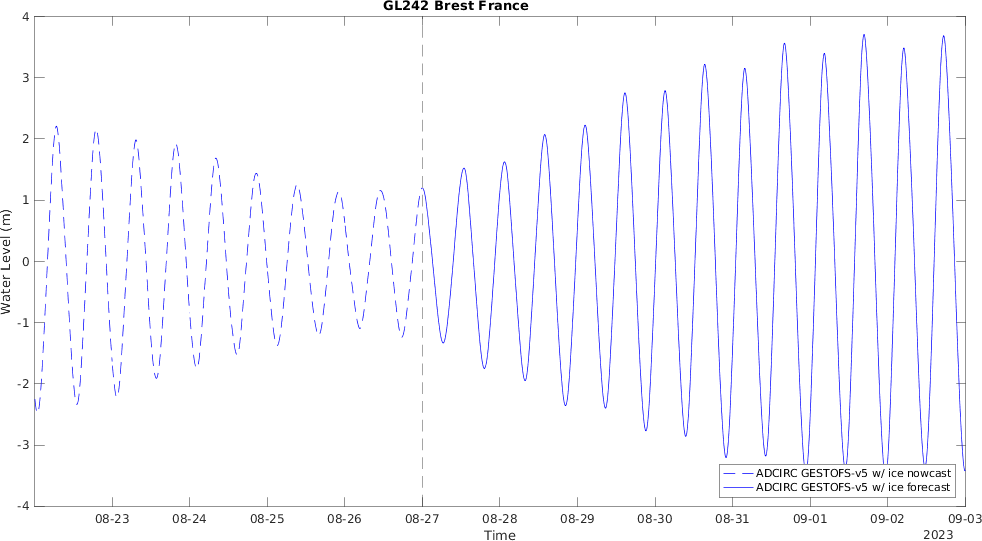 GL242 Brest France
4
3
2
1
0
-1
-2
-3
-4
Water Level (m)
ADCIRC GESTOFS-v5 w/ ice nowcast
ADCIRC GESTOFS-v5 w/ ice forecast
08-23 08-24 08-25 08-26 08-27 08-28 08-29 08-30 08-31 09-01 09-02 09-03
Time
2023